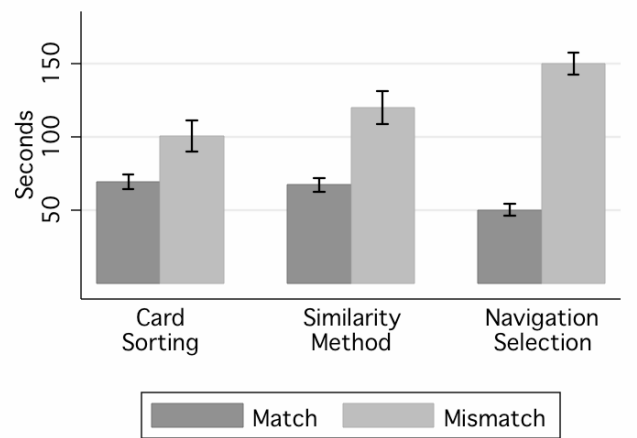 150
100
50
Seconds
Card
Sorting
Similarity
Method
Navigation
Selection
Match
Mismatch